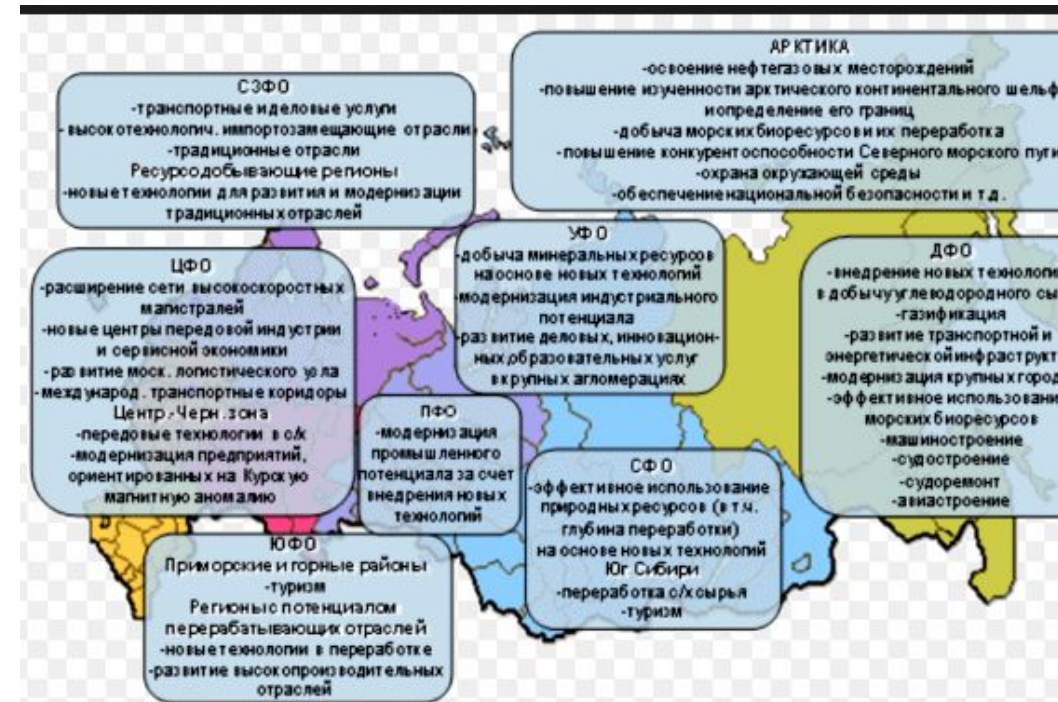 АРКТИКА
-освоение нефтегазовых месторождений
-повышение изученности арктического континентального шельф
и определение его границ
-добыча морских биоресурсов и их переработка
-повышение конкурентоспособности Северного морского пути
-охрана окружающей среды
-обеспечение национальной безопасности и т.д.
СЗФО
-транспортные и деловые услуги
-высокотехнологич. импортозамещающие отрасли
-традиционные отрасли
Ресурсодобывающие регионы
-новые технологии для развития и модернизации
традиционных отраслей
УФО
-добыча минеральных ресурсов
на основе новых технологий
-модернизация индустриального
потенциала
-развитие деловых, инновацион-
ных,образовательных услуг
в крупных агломерациях
ДФО
-внедрение новых технологи
в добычу углеводородного сы
-газификация
-развитие транспортной и
энергетической инфраструкт
-модернизация крупных город
-эффективное использовани
морских биоресурсов
-машиностроение
-судостроение
-судоремонт
-авиастроение
ЦФО
-расширение сети высокоскоростных
магистралей
-новые центры передовой индустрии
и сервисной экономики
-развитие моск. логистического узла
-международ. транспортные коридоры
Центр.-Черн. зона
-передовые технологии в с/х
-модернизация предприятий,
ориентированных на Курскую
магнитную аномалию
ПФО
-модернизация
промышленного
потенциала за счет
внедрения новых
технологий
СФО
-эффективное использование
природных ресурсов (в т.ч.
глубина переработки)
на основе новых технологий
Юг Сибири
-переработка с/х сырья
-туризм
ЮФО
Приморские и горные районы
-туризм
Регионы с потенциалом
перерабатывающих отраслей
-новые технологии в переработке
-развитие высокопроизводительных
отраслей